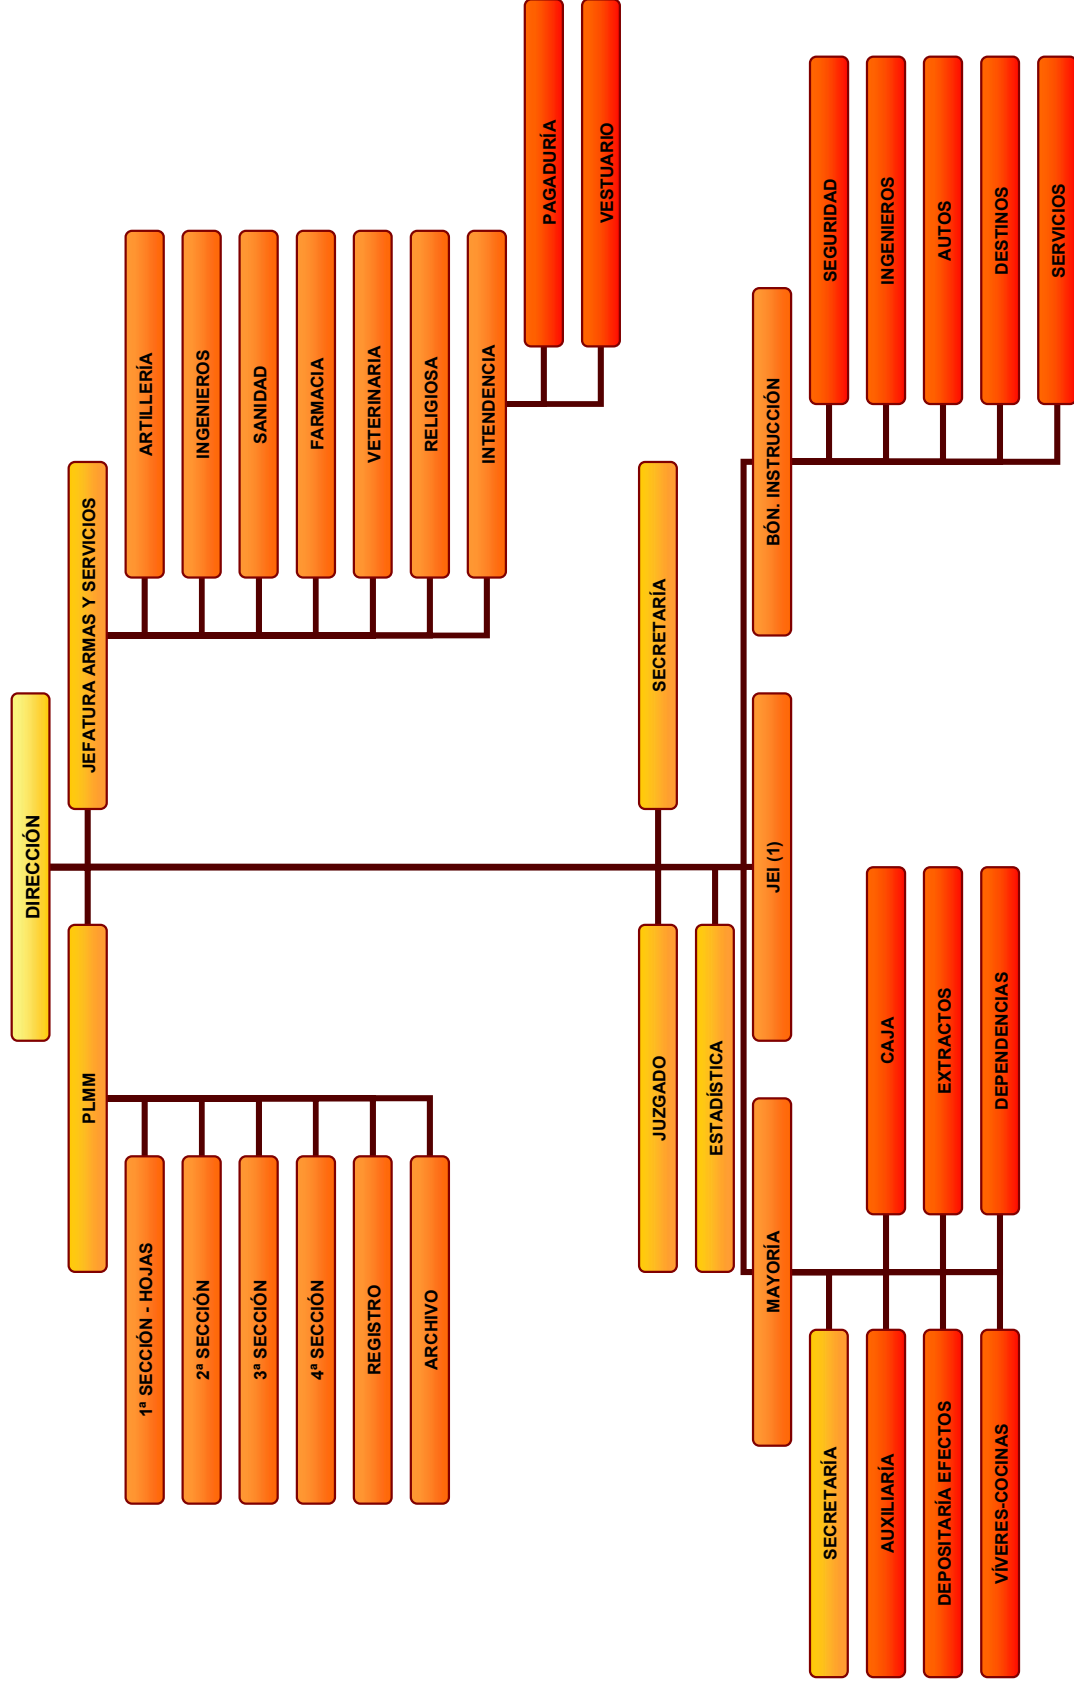 DIRECCIÓN
PLMM
1ª SECCIÓN - HOJAS
2ª SECCIÓN
3ª SECCIÓN
4ª SECCIÓN
REGISTRO
ARCHIVO
JEFATURA ARMAS Y SERVICIOS
ARTILLERÍA
INGENIEROS
SANIDAD
FARMACIA
VETERINARIA
RELIGIOSA
INTENDENCIA
PAGADURÍA
VESTUARIO
JUZGADO
SECRETARÍA
ESTADÍSTICA
MAYORÍA
SECRETARÍA
AUXILIARÍA
CAJA
DEPOSITARÍA EFECTOS
EXTRACTOS
VÍVERES-COCINAS
DEPENDENCIAS
JEI (1)
BÓN. INSTRUCCIÓN
SEGURIDAD
INGENIEROS
AUTOS
DESTINOS
SERVICIOS